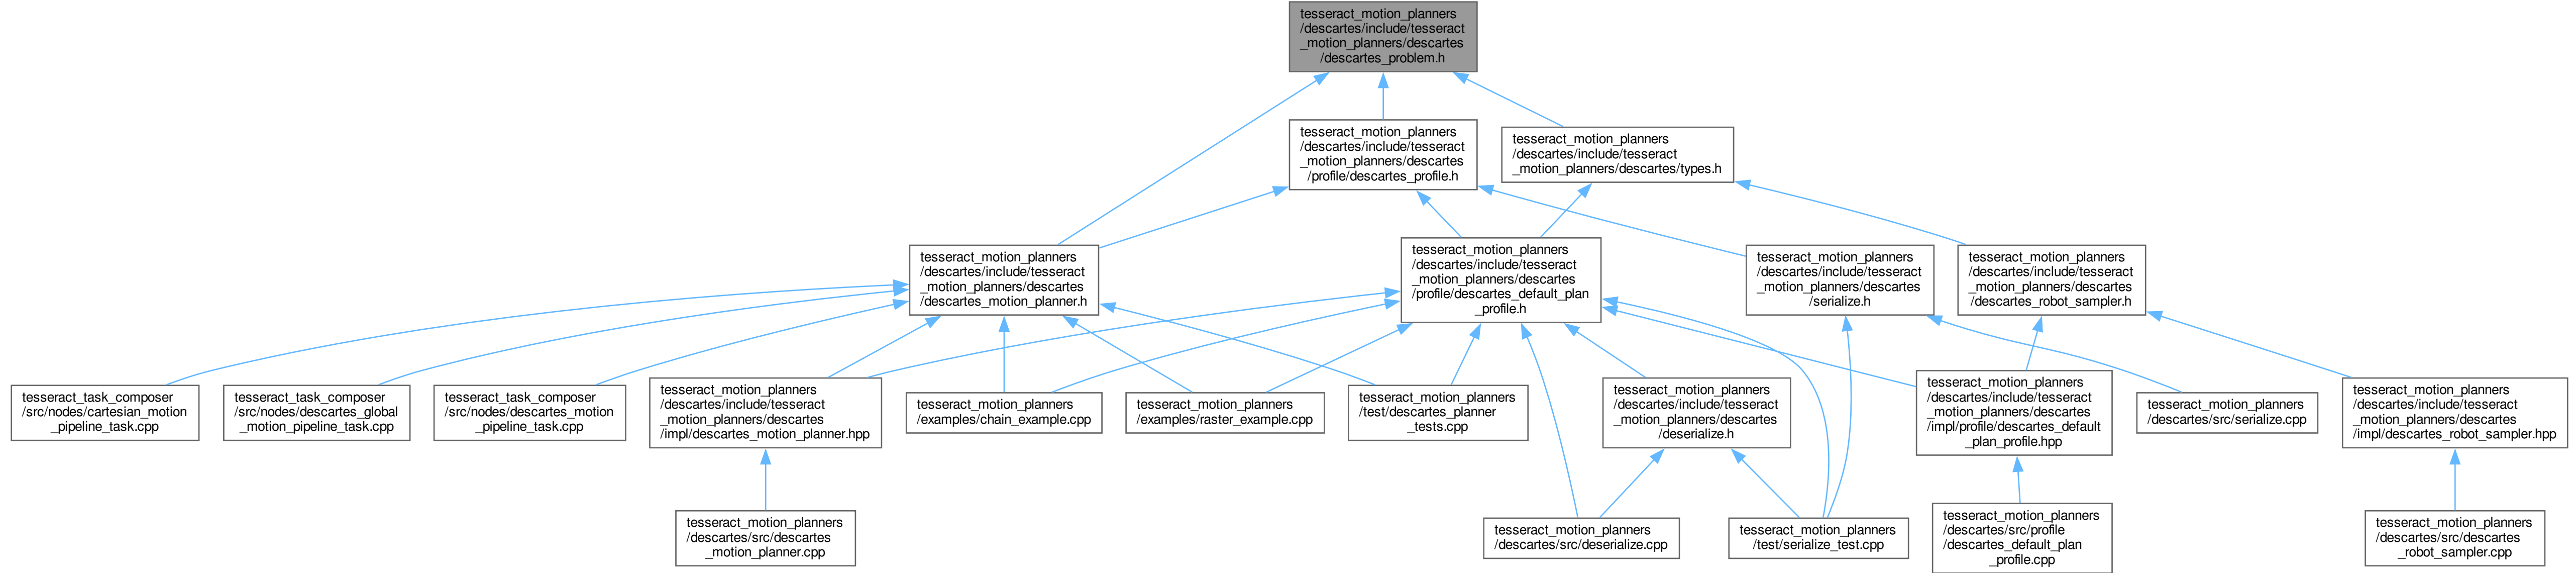 tesseract_motion_planners
/descartes/include/tesseract
_motion_planners/descartes
/descartes_problem.h
tesseract_motion_planners
/descartes/include/tesseract
_motion_planners/descartes
/profile/descartes_profile.h
tesseract_motion_planners
/descartes/include/tesseract
_motion_planners/descartes/types.h
tesseract_motion_planners
/descartes/include/tesseract
_motion_planners/descartes
/descartes_motion_planner.h
tesseract_motion_planners
/descartes/include/tesseract
_motion_planners/descartes
/profile/descartes_default_plan
_profile.h
tesseract_motion_planners
/descartes/include/tesseract
_motion_planners/descartes
/serialize.h
tesseract_motion_planners
/descartes/include/tesseract
_motion_planners/descartes
/descartes_robot_sampler.h
tesseract_task_composer
/src/nodes/cartesian_motion
_pipeline_task.cpp
tesseract_task_composer
/src/nodes/descartes_global
_motion_pipeline_task.cpp
tesseract_task_composer
/src/nodes/descartes_motion
_pipeline_task.cpp
tesseract_motion_planners
/descartes/include/tesseract
_motion_planners/descartes
/impl/descartes_motion_planner.hpp
tesseract_motion_planners
/examples/chain_example.cpp
tesseract_motion_planners
/examples/raster_example.cpp
tesseract_motion_planners
/test/descartes_planner
_tests.cpp
tesseract_motion_planners
/descartes/include/tesseract
_motion_planners/descartes
/deserialize.h
tesseract_motion_planners
/descartes/include/tesseract
_motion_planners/descartes
/impl/profile/descartes_default
_plan_profile.hpp
tesseract_motion_planners
/descartes/src/serialize.cpp
tesseract_motion_planners
/descartes/include/tesseract
_motion_planners/descartes
/impl/descartes_robot_sampler.hpp
tesseract_motion_planners
/descartes/src/descartes
_motion_planner.cpp
tesseract_motion_planners
/descartes/src/deserialize.cpp
tesseract_motion_planners
/test/serialize_test.cpp
tesseract_motion_planners
/descartes/src/profile
/descartes_default_plan
_profile.cpp
tesseract_motion_planners
/descartes/src/descartes
_robot_sampler.cpp